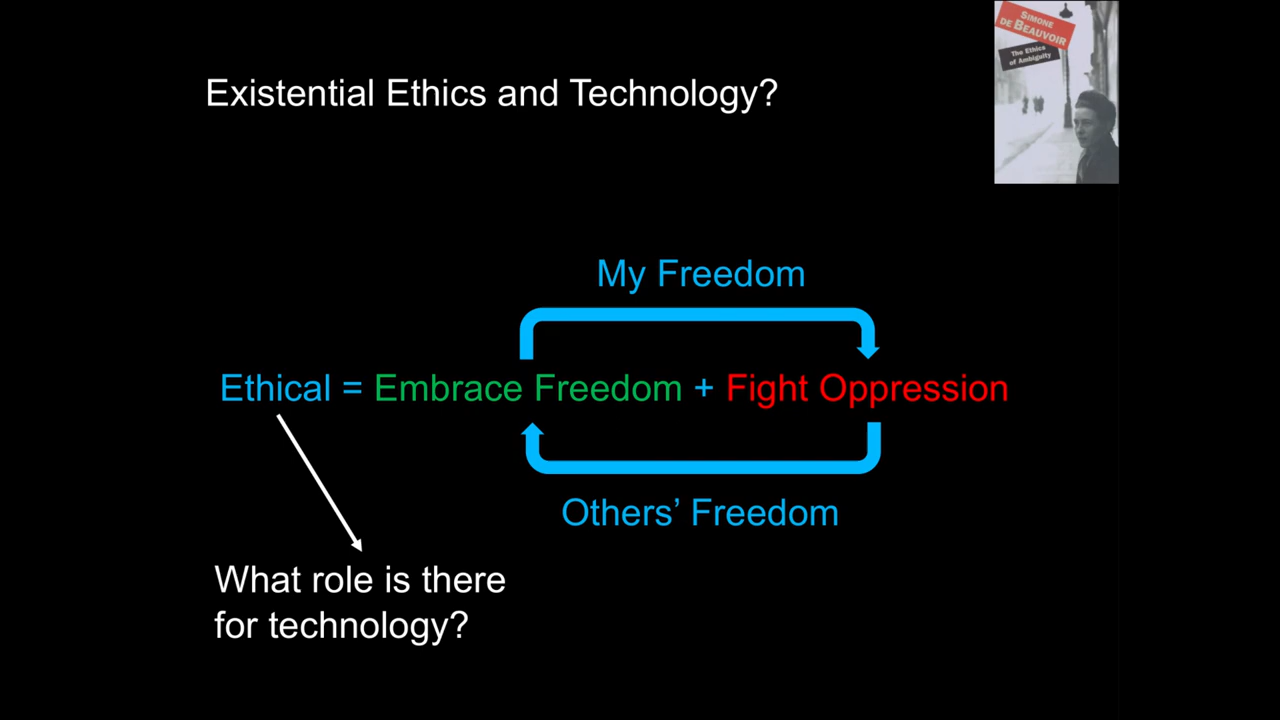 Existential Ethics and Technology?
SIMONE
DE BEAUVOIR
The Ethics
of Ambiguity
My Freedom
Ethical = Embrace Freedom + Fight Oppression
Others’ Freedom
What role is there
for technology?